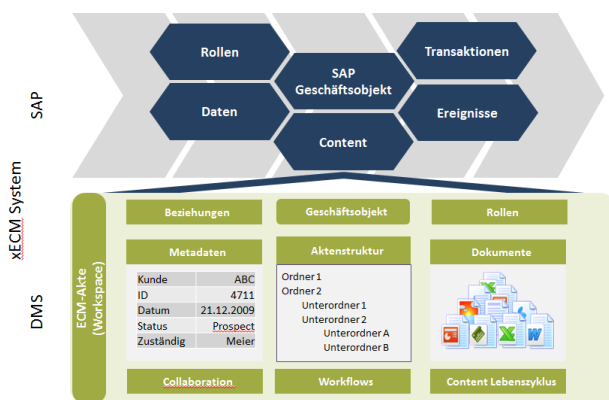 SAP
Rollen
Transaktionen
SAP
Geschäftsobjekt
Daten
Ereignisse
Content
xECM System
DMS
ECM-Akte
(Workspace)
Beziehungen
Geschäftsobjekt
Rollen
Metadaten
Aktenstruktur
Dokumente
Kunde ABC
ID 4711
Datum 21.12.2009
Status Prospect
Zuständig Meier
Ordner 1
Ordner 2
Unterordner 1
Unterordner 2
Unterordner A
Unterordner B
Collaboration
Workflows
Content Lebenszyklus